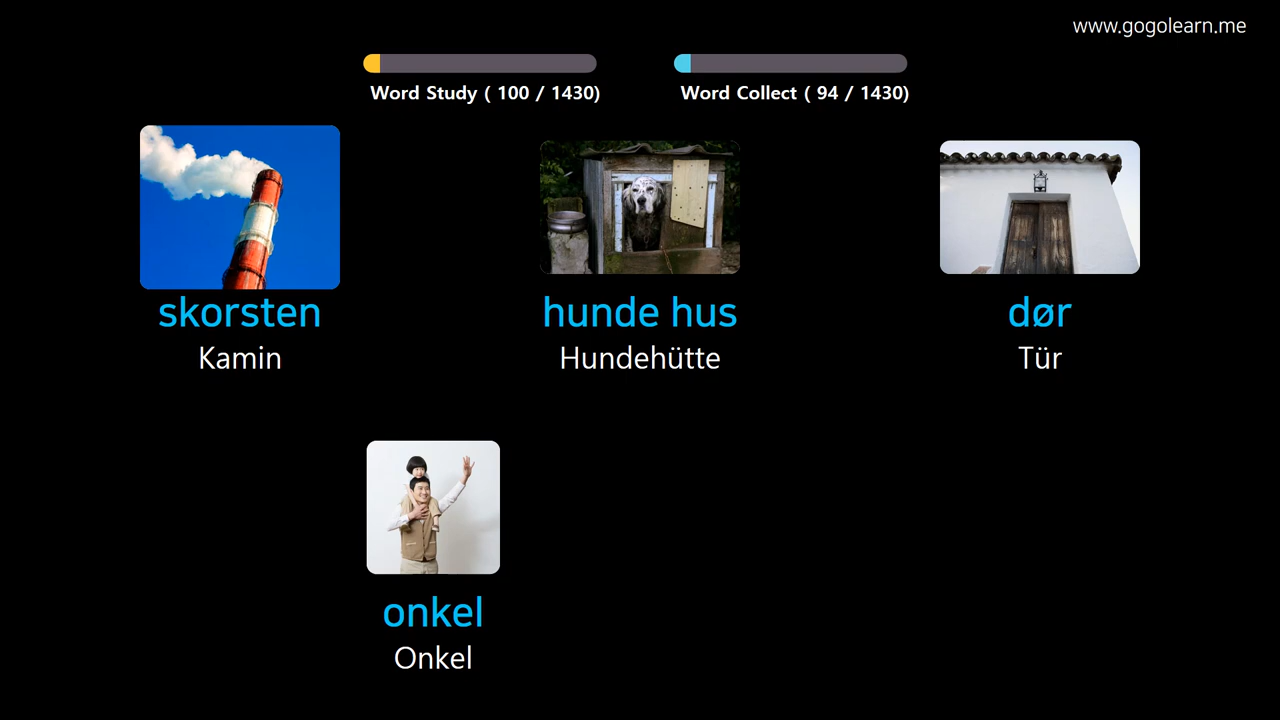 www.gogolearn.me
Word Study ( 100 / 1430)
Word Collect ( 94 / 1430)
skorsten
Kamin
hunde hus
Hundehütte
dør
Tür
onkel
Onkel